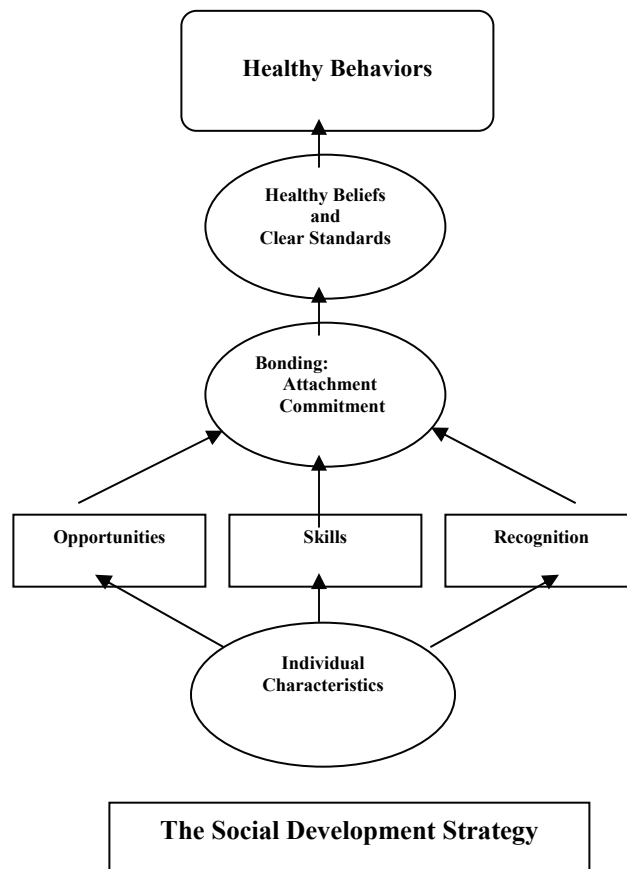 Healthy Behaviors
Healthy Beliefs
and
Clear Standards
Bonding:
Attachment
Commitment
Opportunities
Skills
Recognition
Individual
Characteristics
The Social Development Strategy